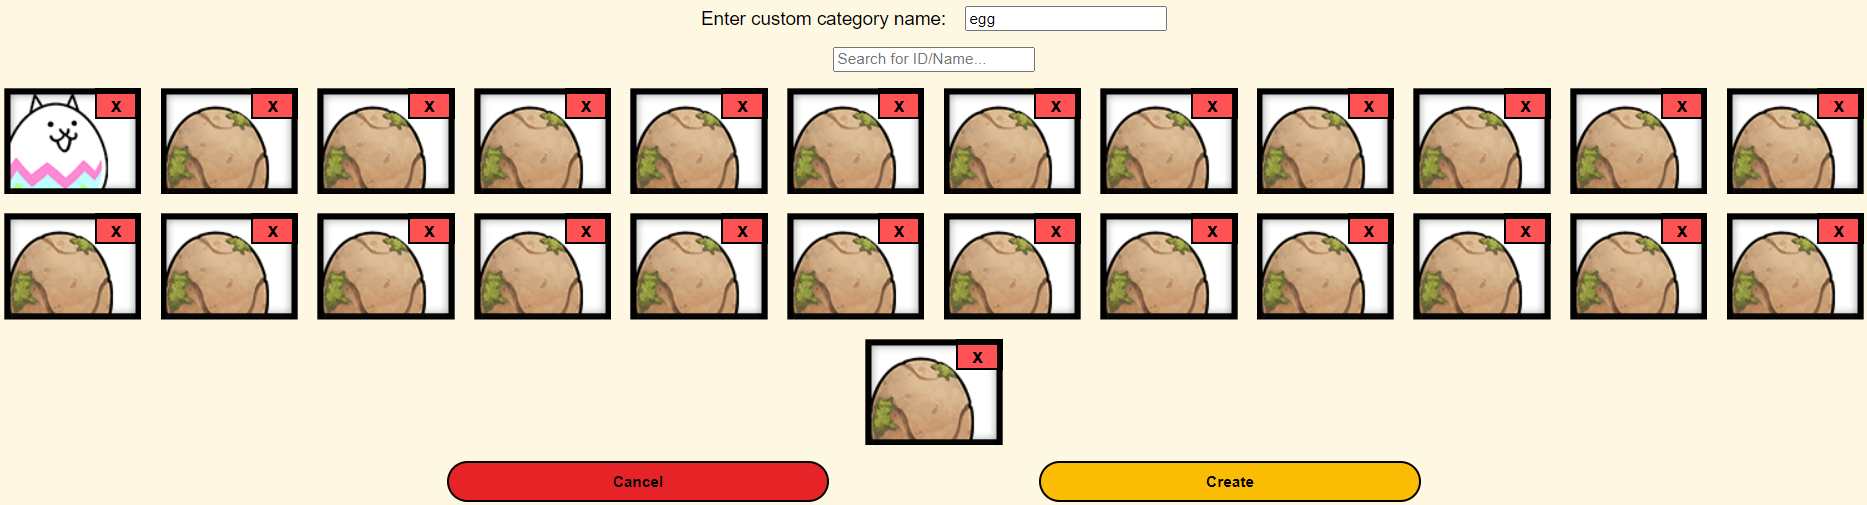 Enter custom category name: egg
Search for ID/Name...
x x x x x x x x x x x x
x x x x x x x x x x x x
x
Cancel Create